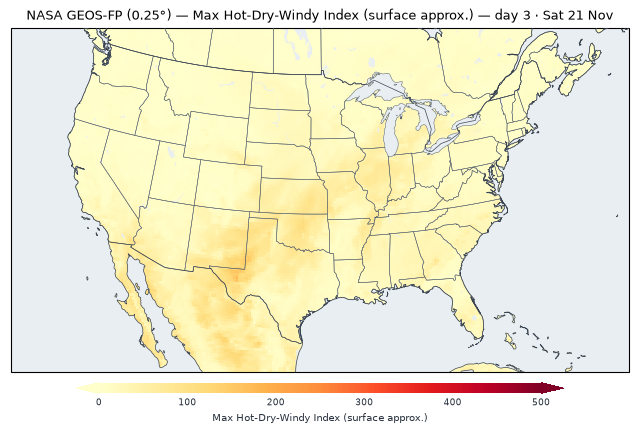 NASA GEOS-FP (0.25°) — Max Hot-Dry-Windy Index (surface approx.) — day 3 · Sat 21 Nov
0 100 200 300 400 500
Max Hot-Dry-Windy Index (surface approx.)